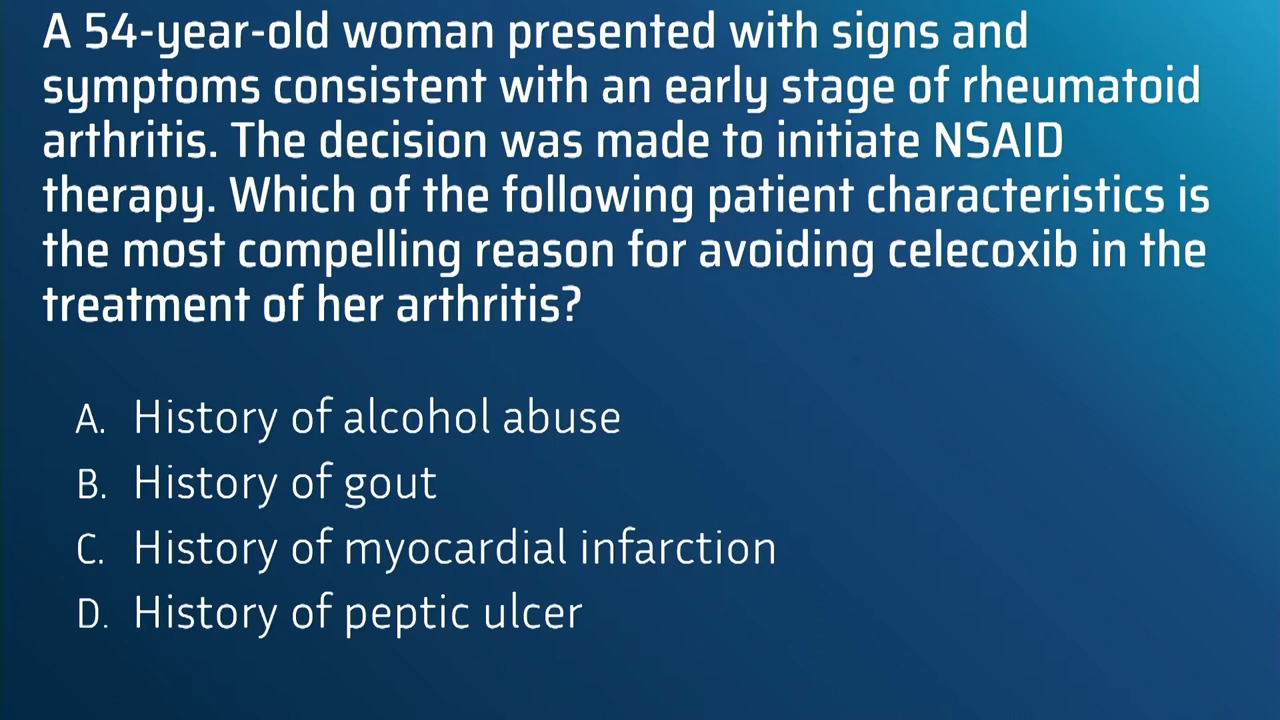 A 54-year-old woman presented with signs and
symptoms consistent with an early stage of rheumatoid
arthritis. The decision was made to initiate NSAID
therapy. Which of the following patient characteristics is
the most compelling reason for avoiding celecoxib in the
treatment of her arthritis?
A. History of alcohol abuse
B. History of gout
C. History of myocardial infarction
D. History of peptic ulcer